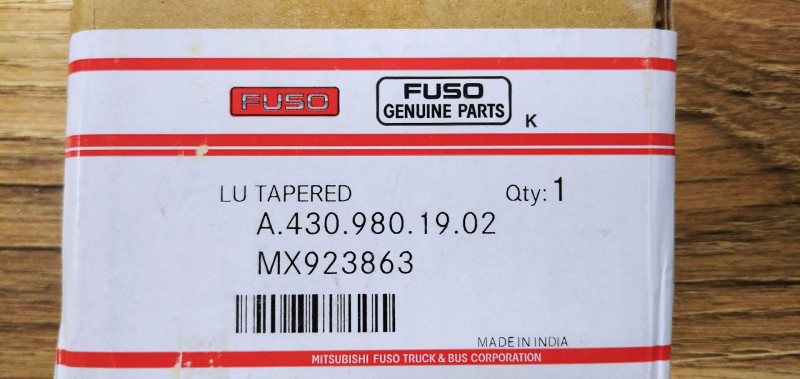 FUSO
FUSO
GENUINE PARTS
K
LU TAPERED Qty: 1
A.430.980.19.02
MX923863
MADE IN INDIA
MITSUBISHI FUSO TRUCK & BUS CORPORATION